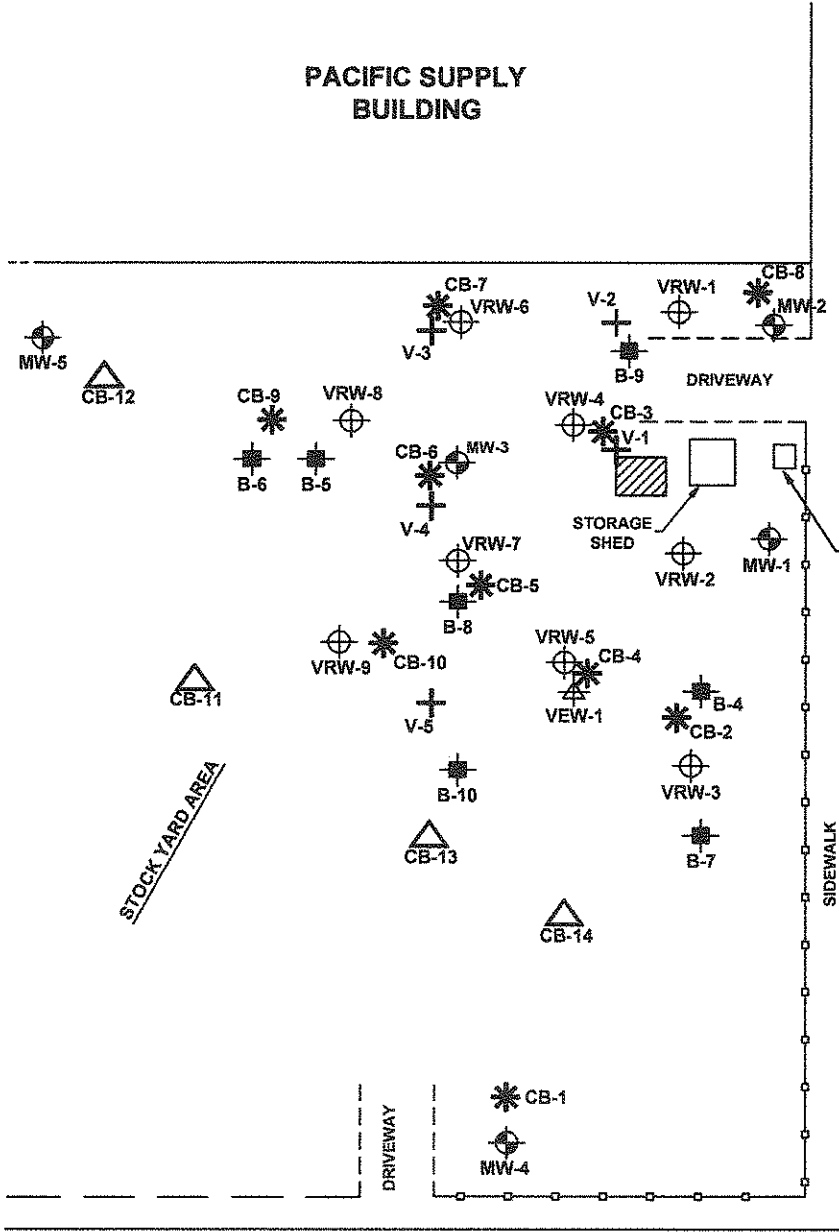 PACIFIC SUPPLY
BUILDING
CB-8
CB-7
VRW-1
V-2
VRW-6
MW-2
V-3
MW-5
B-9
CB-12
DRIVEWAY
CB-9
VRW-8
VRW-4
CB-3
CB-6
MW-3
V-1
B-6
B-5
V-4
STORAGE
SHED
VRW-7
VRW-2
MW-1
CB-5
B-8
VRW-9
CB-10
VRW-5
CB-4
CB-11
VEW-1
B-4
V-5
CB-2
B-10
VRW-3
STOCK YARD AREA
CB-13
B-7
SIDEWALK
CB-14
CB-1
DRIVEWAY
MW-4